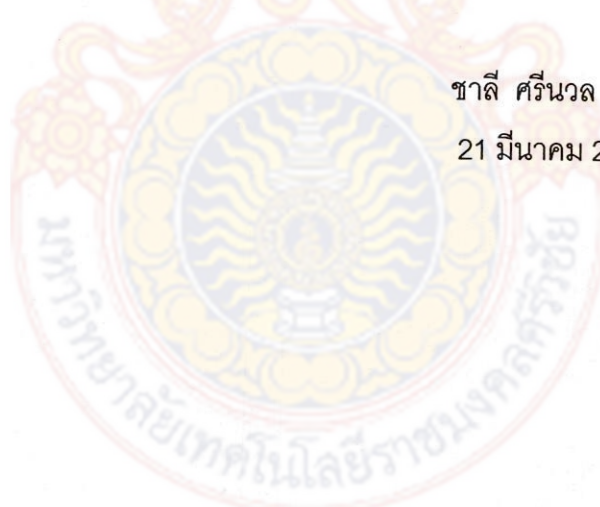 ชาลี ศรีนวล
21 มีนาคม 2
มหาวิทยาลัยเทคโนโลยีราชมงคลศรีวิชัย